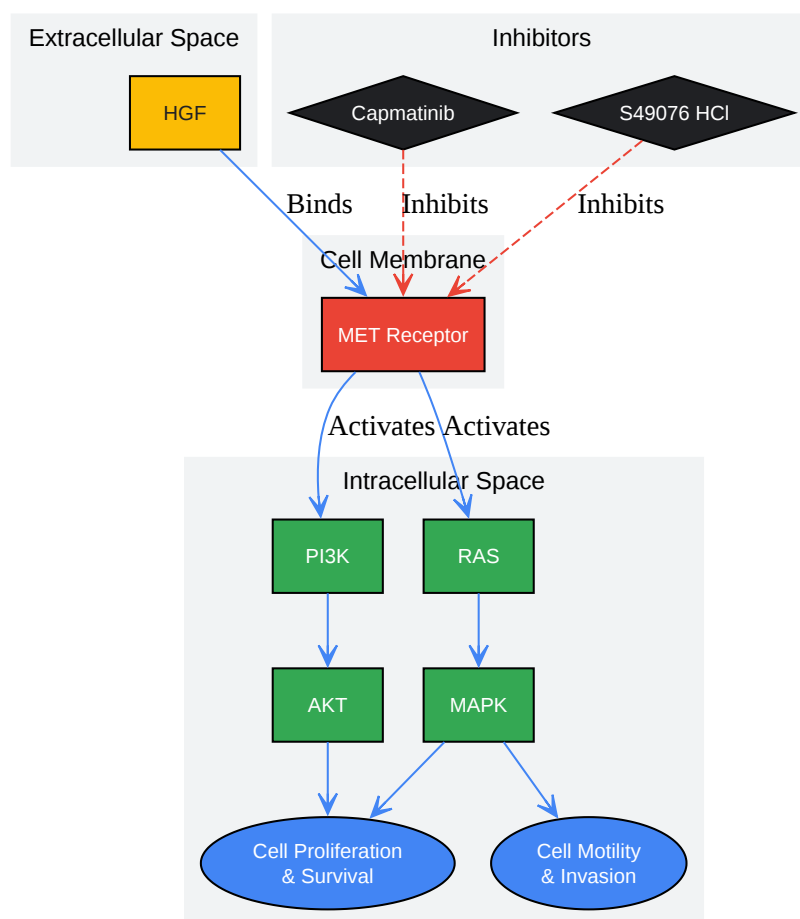 Extracellular Space
Inhibitors
HGF
Capmatinib
S49076 HCl
Binds
Inhibits
Inhibits
Cell Membrane
MET Receptor
Activates
Activates
Intracellular Space
PI3K
RAS
AKT
MAPK
Cell Proliferation
& Survival
Cell Motility
& Invasion